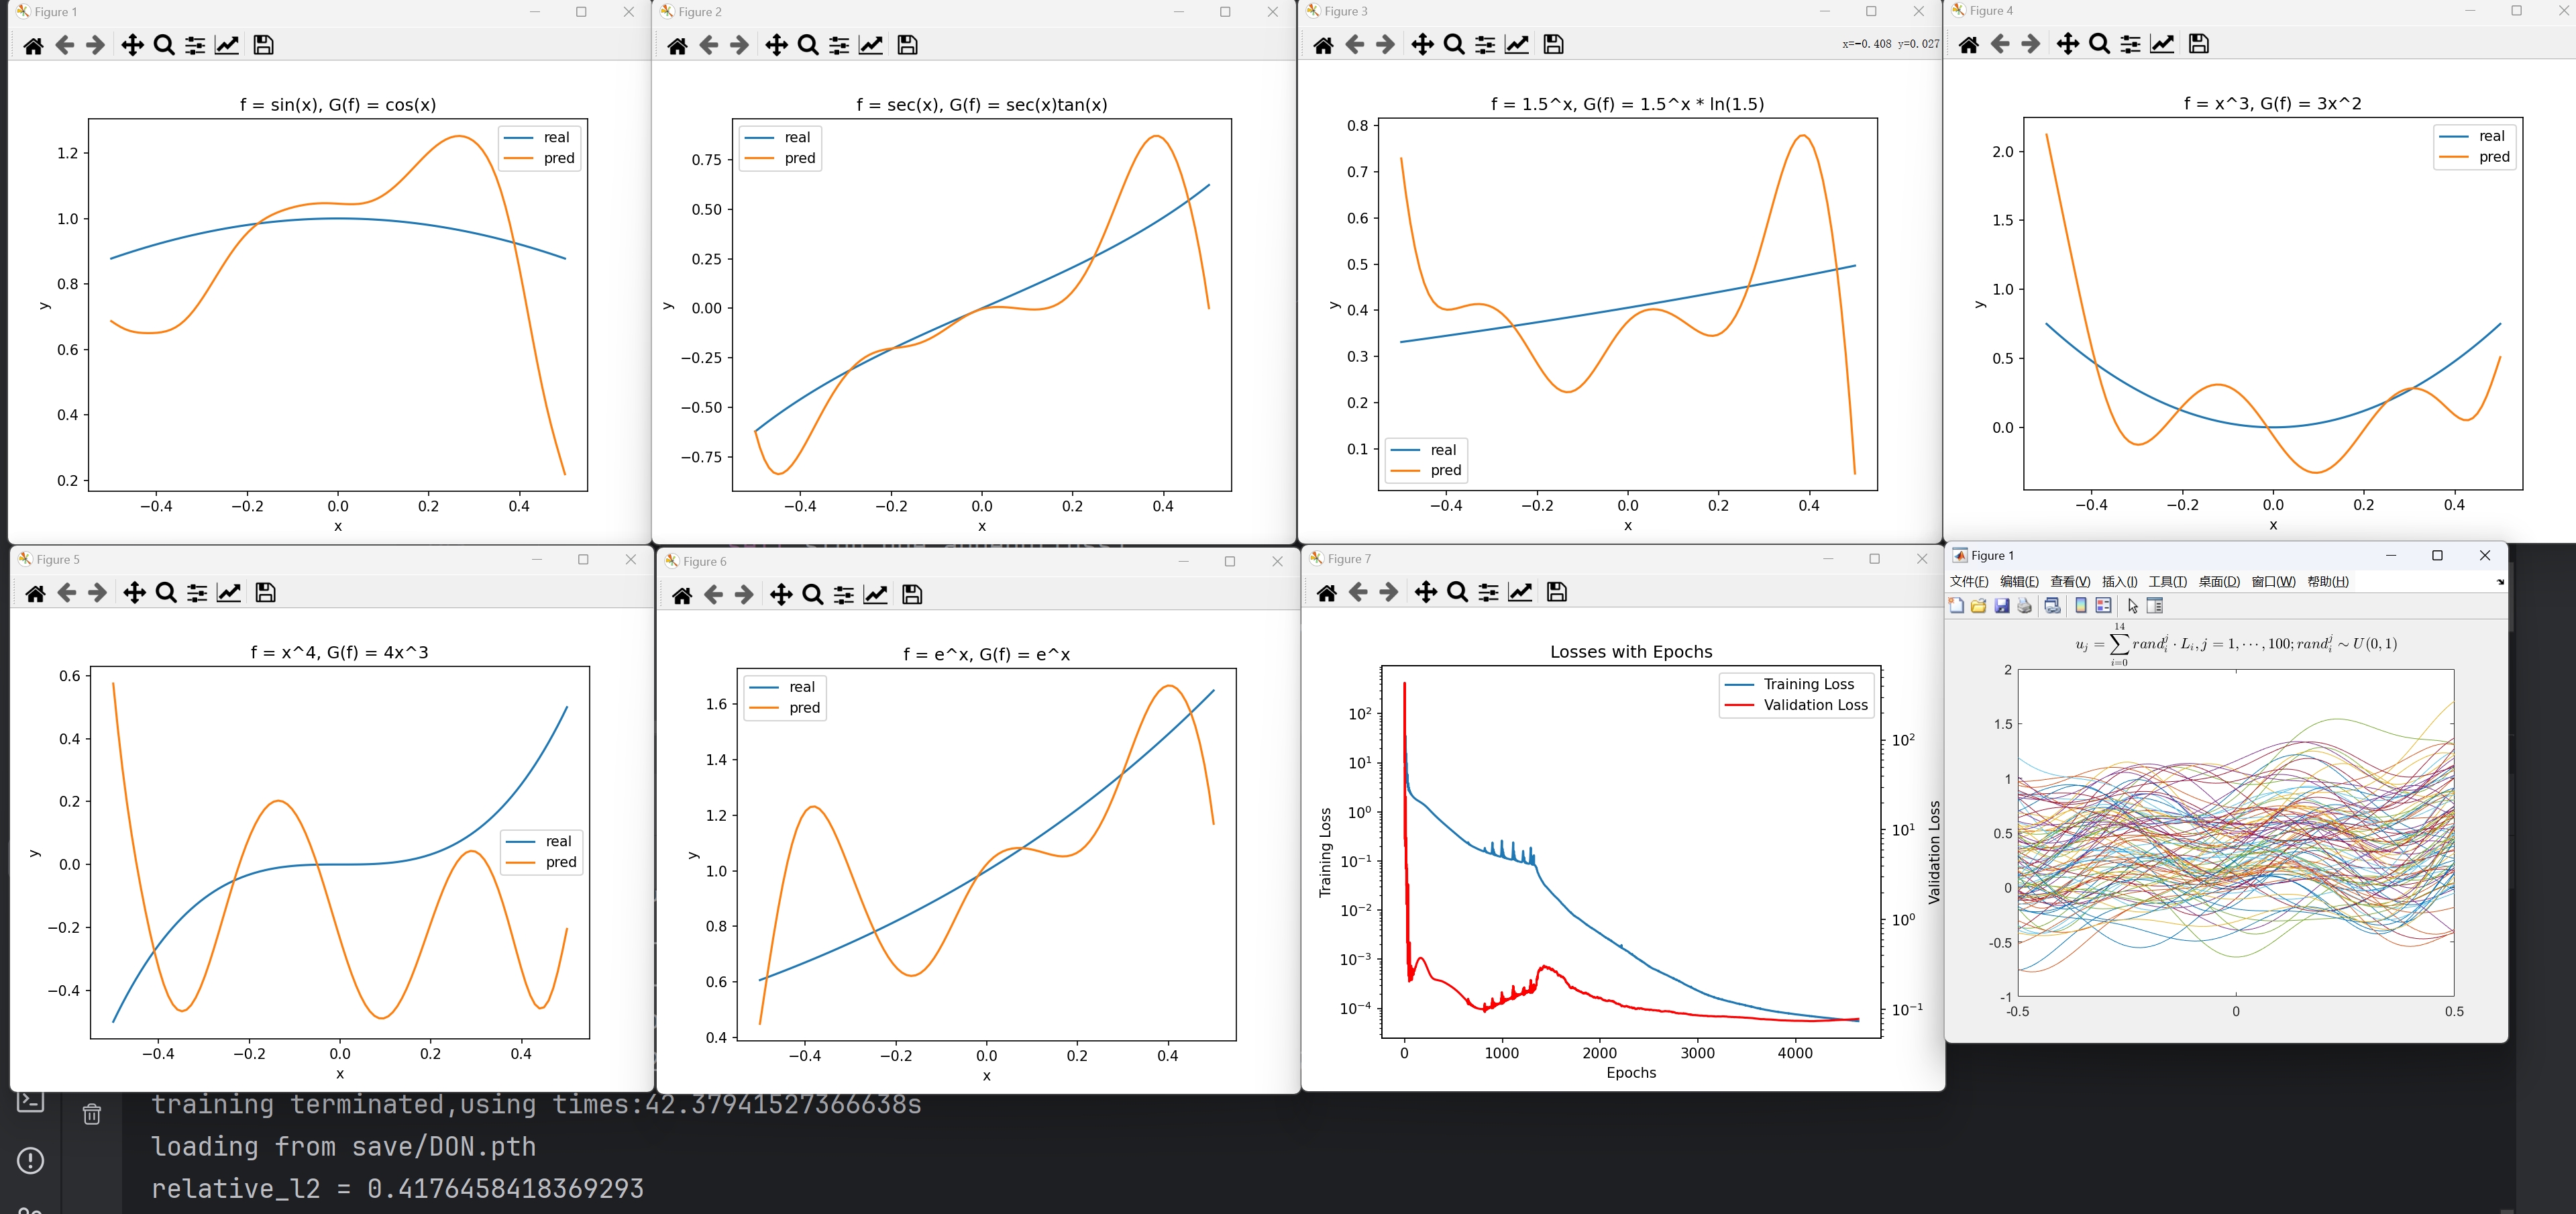 Figure 1
f = sin(x), G(f) = cos(x)
real
pred
1.2
1.0
0.8
0.6
0.4
0.2
y
−0.4 −0.2 0.0 0.2 0.4
x
Figure 2
f = sec(x), G(f) = sec(x)tan(x)
real
pred
0.75
0.50
0.25
0.00
−0.25
−0.50
−0.75
y
−0.4 −0.2 0.0 0.2 0.4
x
Figure 3
x=-0.408 y=0.027
f = 1.5^x, G(f) = 1.5^x * ln(1.5)
0.8
0.7
0.6
0.5
0.4
0.3
0.2
0.1
y
real
pred
−0.4 −0.2 0.0 0.2 0.4
x
Figure 4
f = x^3, G(f) = 3x^2
real
pred
2.0
1.5
1.0
0.5
0.0
y
−0.4 −0.2 0.0 0.2 0.4
x
Figure 5
f = x^4, G(f) = 4x^3
0.6
0.4
0.2
0.0
−0.2
−0.4
y
real
pred
−0.4 −0.2 0.0 0.2 0.4
x
Figure 6
f = e^x, G(f) = e^x
real
pred
1.6
1.4
1.2
1.0
0.8
0.6
0.4
y
−0.4 −0.2 0.0 0.2 0.4
x
Figure 7
Losses with Epochs
Training Loss
Validation Loss
10²
10¹
10⁰
10⁻¹
10⁻²
10⁻³
10⁻⁴
Training Loss
10²
10¹
10⁰
10⁻¹
Validation Loss
0 1000 2000 3000 4000
Epochs
Figure 1
文件(F) 编辑(E) 查看(V) 插入(I) 工具(T) 桌面(D) 窗口(W) 帮助(H)
u_j = ∑_{i=0}^{14} rand_i^j · L_i, j = 1, ⋯, 100; rand_i^j ∼ U(0, 1)
2
1.5
1
0.5
0
-0.5
-1
-0.5 0 0.5
training terminated,using times:42.37941527366638s
loading from save/DON.pth
relative_l2 = 0.4176458418369293